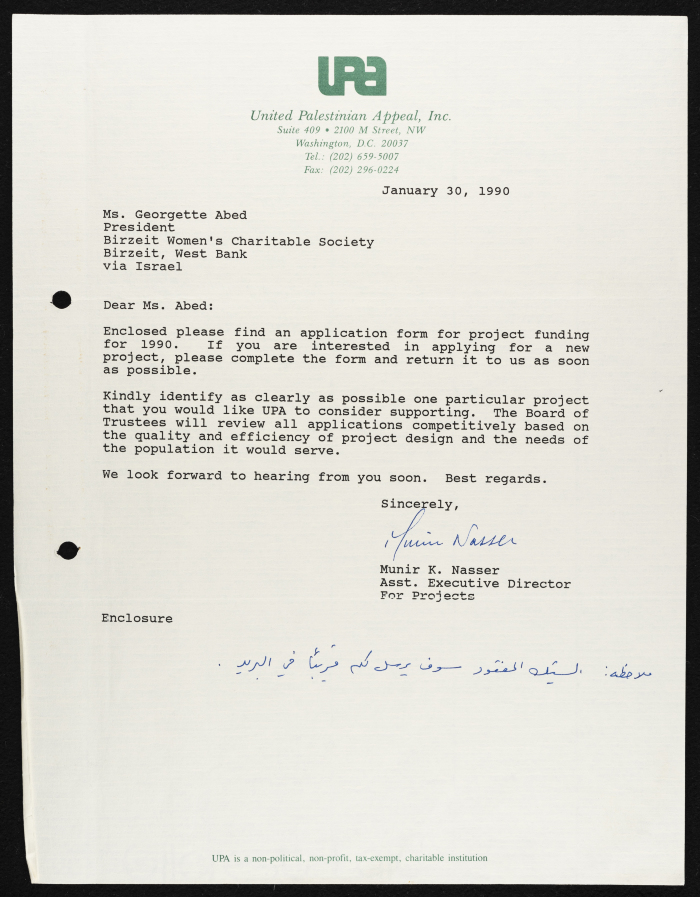 UPA
United Palestinian Appeal, Inc.
Suite 409 • 2100 M Street, NW
Washington, D.C. 20037
Tel.: (202) 659-5007
Fax: (202) 296-0224
January 30, 1990
Ms. Georgette Abed
President
Birzeit Women's Charitable Society
Birzeit, West Bank
via Israel
Dear Ms. Abed:
Enclosed please find an application form for project funding
for 1990. If you are interested in applying for a new
project, please complete the form and return it to us as soon
as possible.
Kindly identify as clearly as possible one particular project
that you would like UPA to consider supporting. The Board of
Trustees will review all applications competitively based on
the quality and efficiency of project design and the needs of
the population it would serve.
We look forward to hearing from you soon. Best regards.
Sincerely,
Munir Nasser
Munir K. Nasser
Asst. Executive Director
For Projects
Enclosure
ملاحظة: الشيك المفقود سوف يرسل لكم قريباً في البريد .
UPA is a non-political, non-profit, tax-exempt, charitable institution